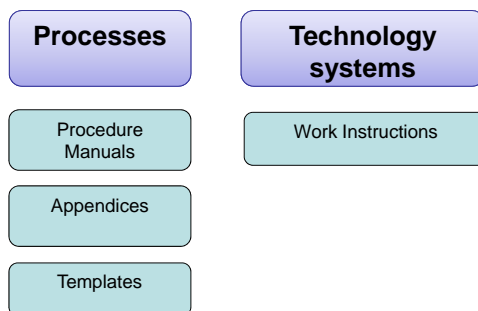 Processes
Procedure
Manuals
Appendices
Templates
Technology
systems
Work Instructions